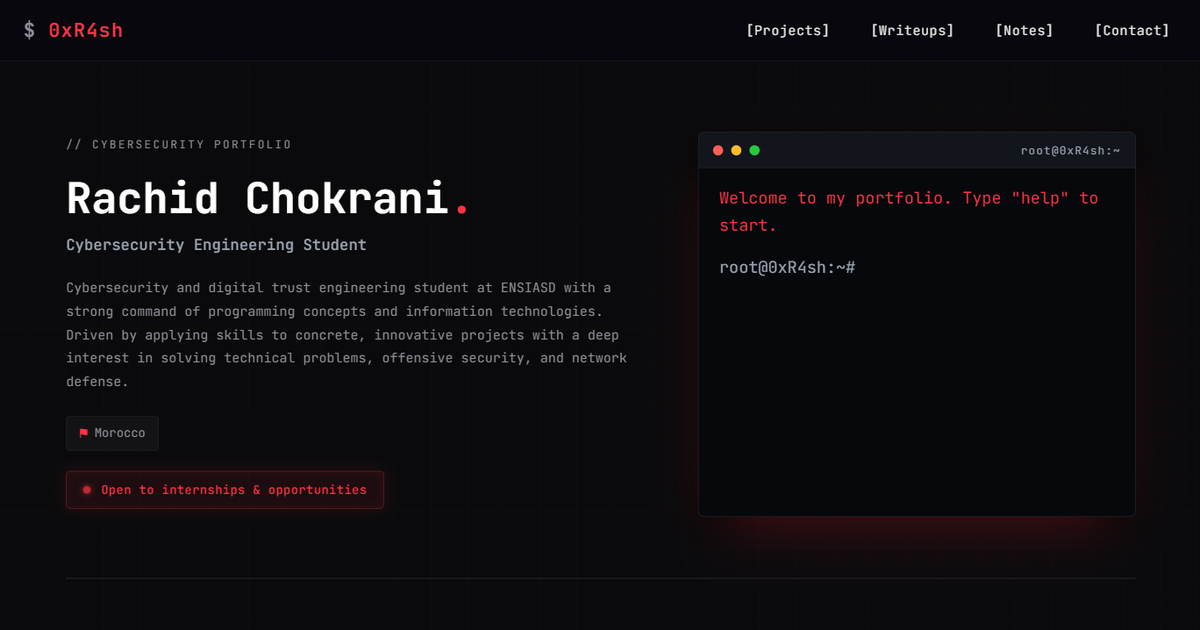 $ 0xR4sh
[Projects] [Writeups] [Notes] [Contact]
// CYBERSECURITY PORTFOLIO
Rachid Chokrani.
Cybersecurity Engineering Student
Cybersecurity and digital trust engineering student at ENSIASD with a
strong command of programming concepts and information technologies.
Driven by applying skills to concrete, innovative projects with a deep
interest in solving technical problems, offensive security, and network
defense.
Morocco
Open to internships & opportunities
root@0xR4sh:~
Welcome to my portfolio. Type "help" to
start.
root@0xR4sh:~#